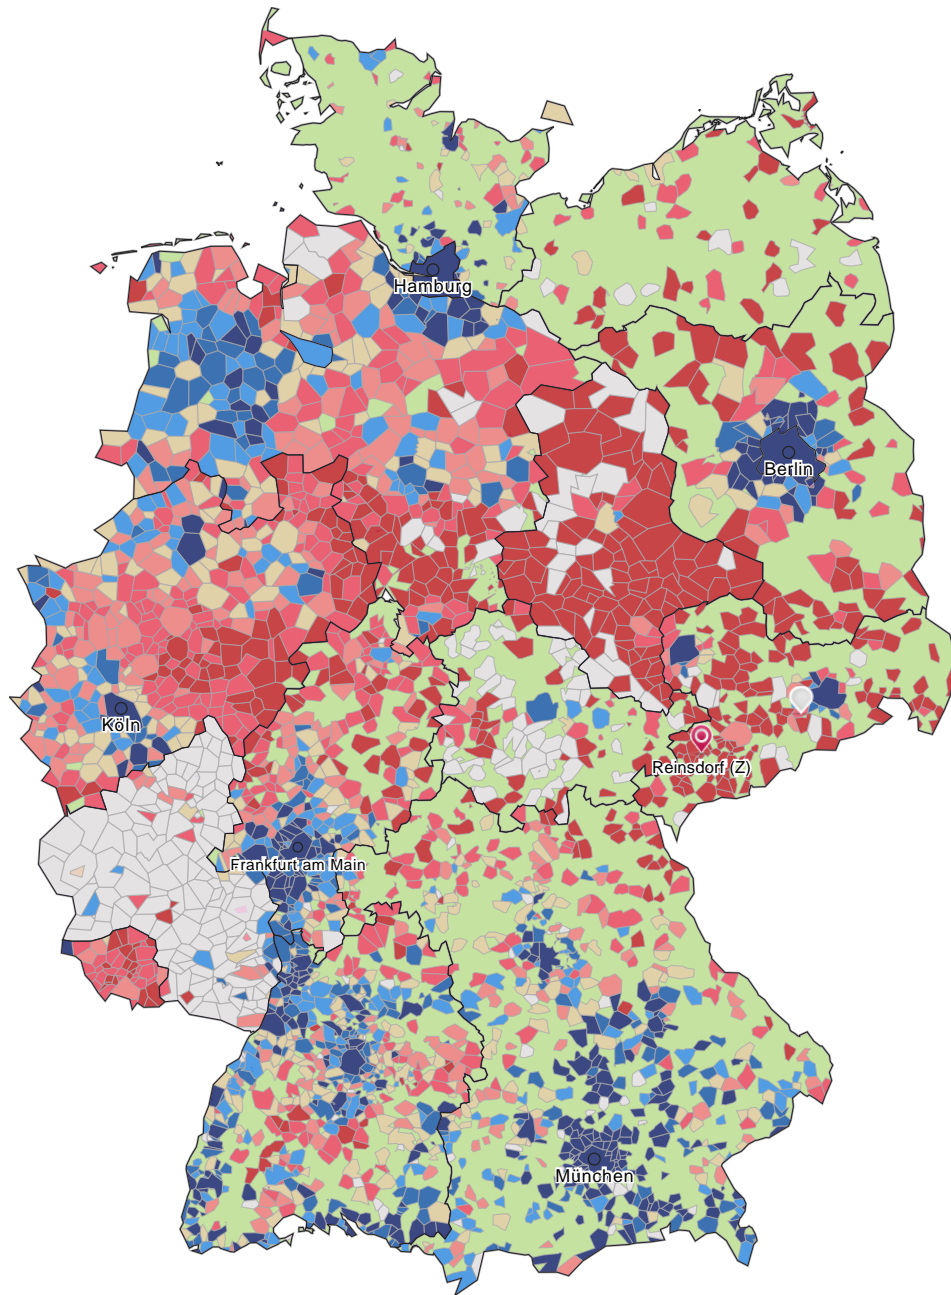 Hamburg
Berlin
Köln
Reinsdorf (Z)
Frankfurt am Main
München